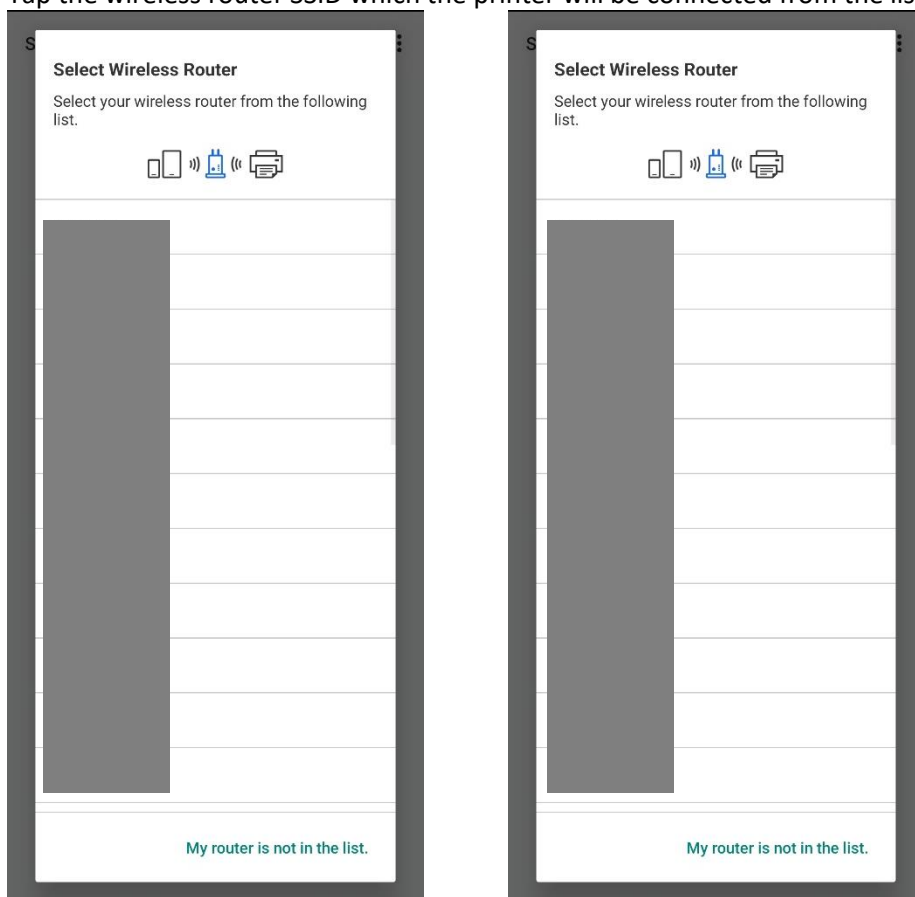 Tap the wireless router SSID which the printer will be connected from the lis
S
Select Wireless Router
Select your wireless router from the following
list.
My router is not in the list.
S
Select Wireless Router
Select your wireless router from the following
list.
My router is not in the list.